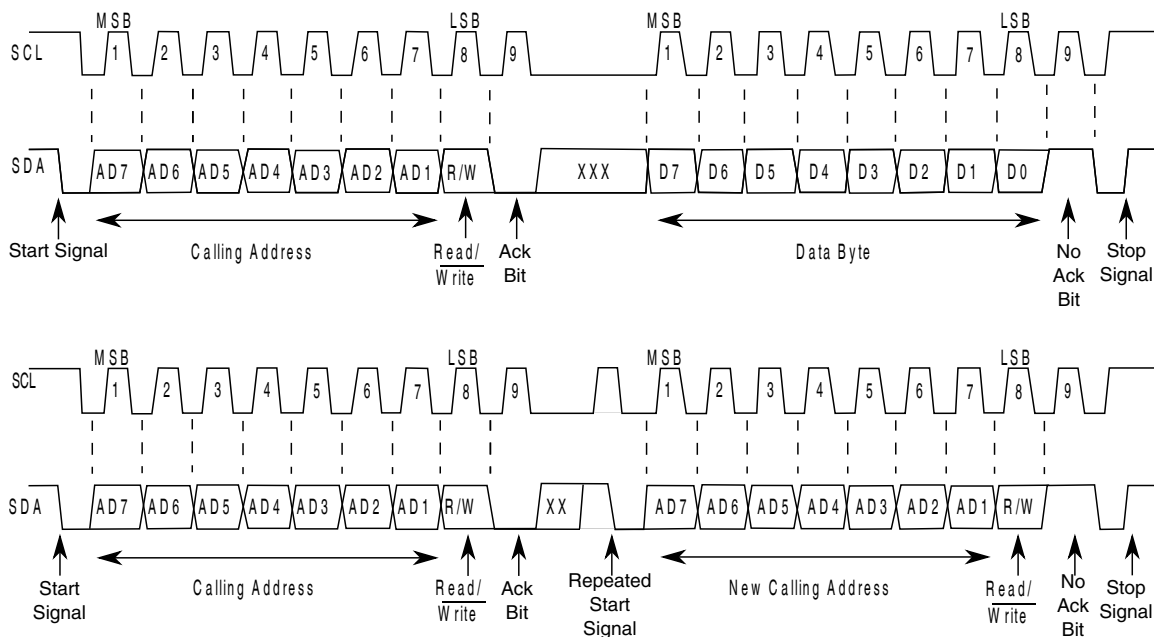 MSB LSB MSB LSB
SCL 1 2 3 4 5 6 7 8 9 1 2 3 4 5 6 7 8 9
SDA AD7 AD6 AD5 AD4 AD3 AD2 AD1 R/W XXX D7 D6 D5 D4 D3 D2 D1 D0
Start Signal Calling Address Read/ Ack Data Byte No Stop
Write Bit Ack Signal
Bit
MSB LSB MSB LSB
SCL 1 2 3 4 5 6 7 8 9 1 2 3 4 5 6 7 8 9
SDA AD7 AD6 AD5 AD4 AD3 AD2 AD1 R/W XX AD7 AD6 AD5 AD4 AD3 AD2 AD1 R/W
Start Calling Address Read/ Ack Repeated New Calling Address Read/ No Stop
Signal Write Bit Start Write Ack Signal
Signal Bit